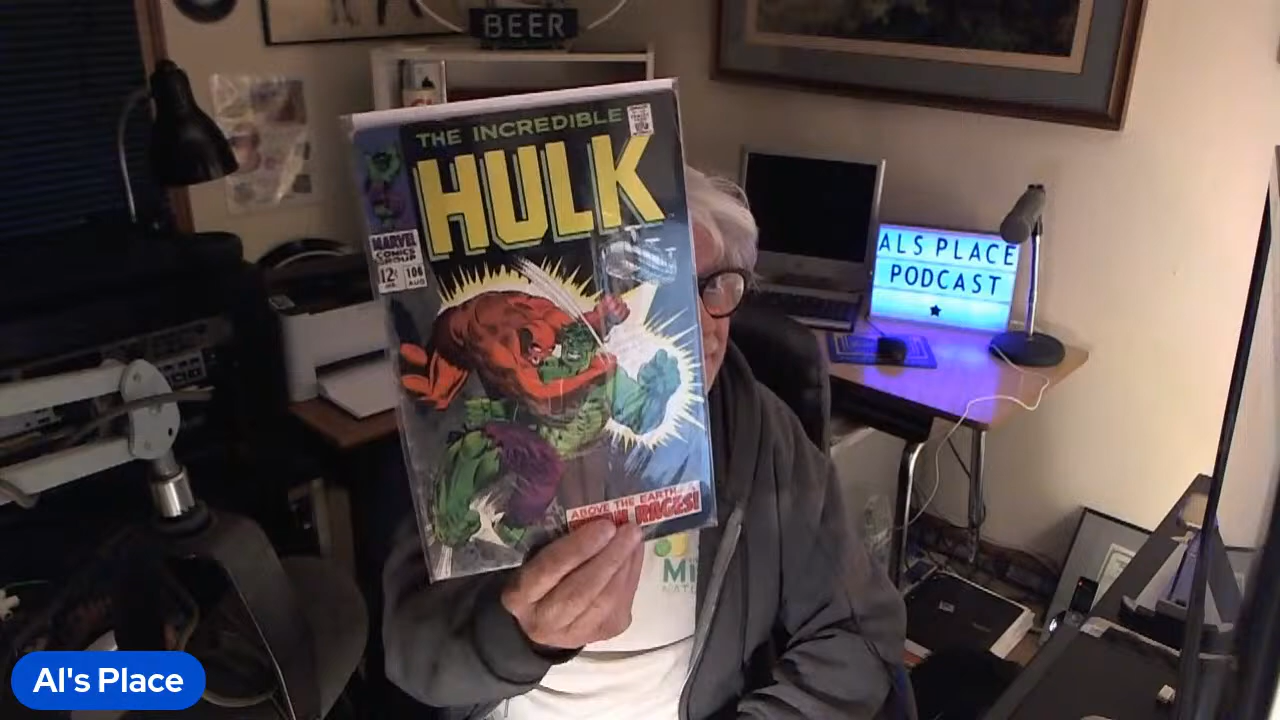 BEER
THE INCREDIBLE
HULK
MARVEL
COMICS
GROUP
12¢
106
AUG
ALS PLACE
PODCAST
ABOVE THE EARTH
RAGES!
Al's Place